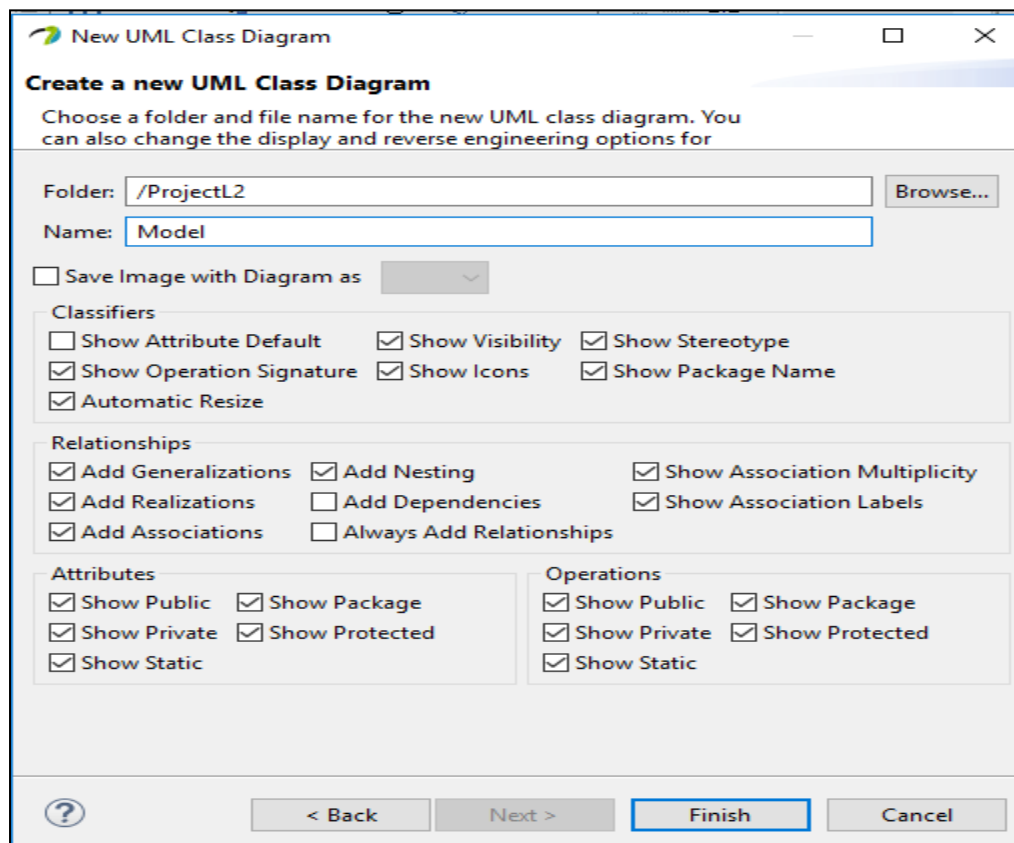 New UML Class Diagram
Create a new UML Class Diagram
Choose a folder and file name for the new UML class diagram. You
can also change the display and reverse engineering options for
Folder: /ProjectL2 Browse...
Name: Model
Save Image with Diagram as
Classifiers
Show Attribute Default Show Visibility Show Stereotype
Show Operation Signature Show Icons Show Package Name
Automatic Resize
Relationships
Add Generalizations Add Nesting Show Association Multiplicity
Add Realizations Add Dependencies Show Association Labels
Add Associations Always Add Relationships
Attributes Operations
Show Public Show Package Show Public Show Package
Show Private Show Protected Show Private Show Protected
Show Static Show Static
? < Back Next > Finish Cancel